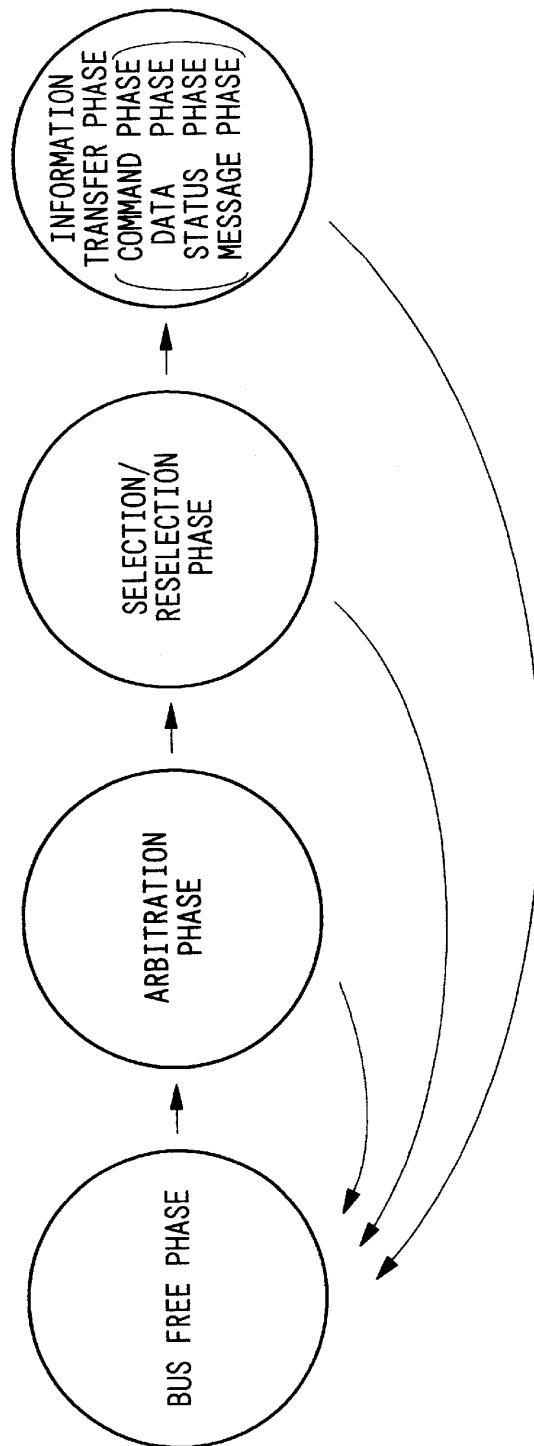 BUS FREE PHASE
ARBITRATION
PHASE
SELECTION/
RESELECTION
PHASE
INFORMATION
TRANSFER PHASE
COMMAND PHASE
DATA PHASE
STATUS PHASE
MESSAGE PHASE